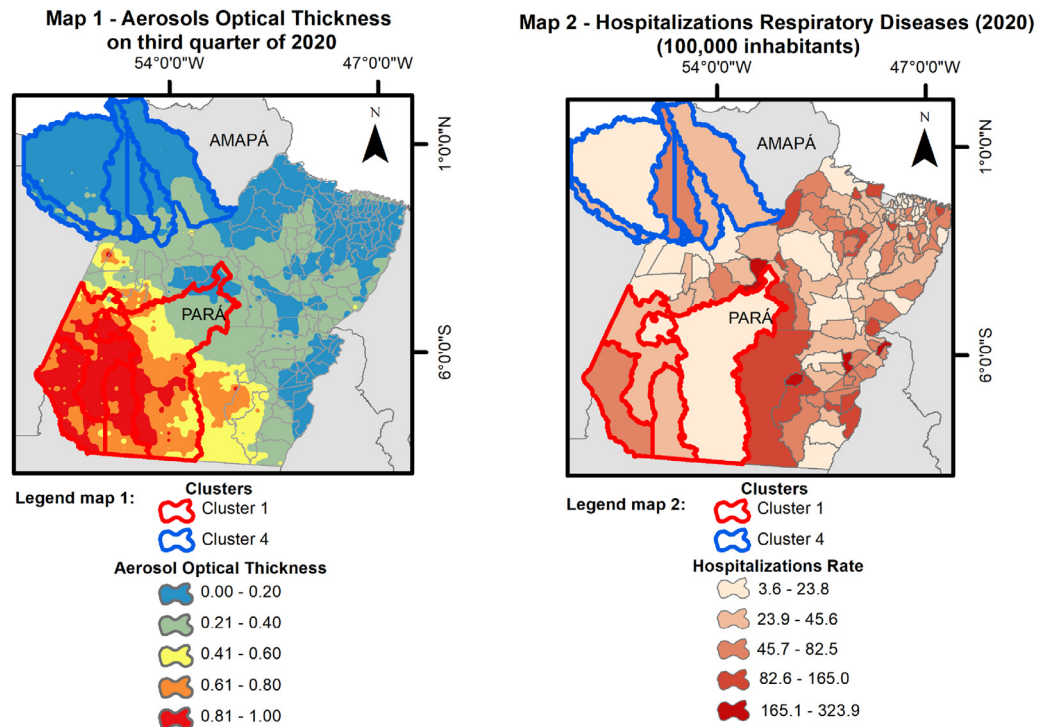 Map 1 - Aerosols Optical Thickness
on third quarter of 2020
54°0'0"W
47°0'0"W
N
AMAPÁ
1°0'0"N
PARÁ
6°0'0"S
Legend map 1:
Clusters
Cluster 1
Cluster 4
Aerosol Optical Thickness
0.00 - 0.20
0.21 - 0.40
0.41 - 0.60
0.61 - 0.80
0.81 - 1.00
Map 2 - Hospitalizations Respiratory Diseases (2020)
(100,000 inhabitants)
54°0'0"W
47°0'0"W
N
AMAPÁ
1°0'0"N
PARÁ
6°0'0"S
Legend map 2:
Clusters
Cluster 1
Cluster 4
Hospitalizations Rate
3.6 - 23.8
23.9 - 45.6
45.7 - 82.5
82.6 - 165.0
165.1 - 323.9